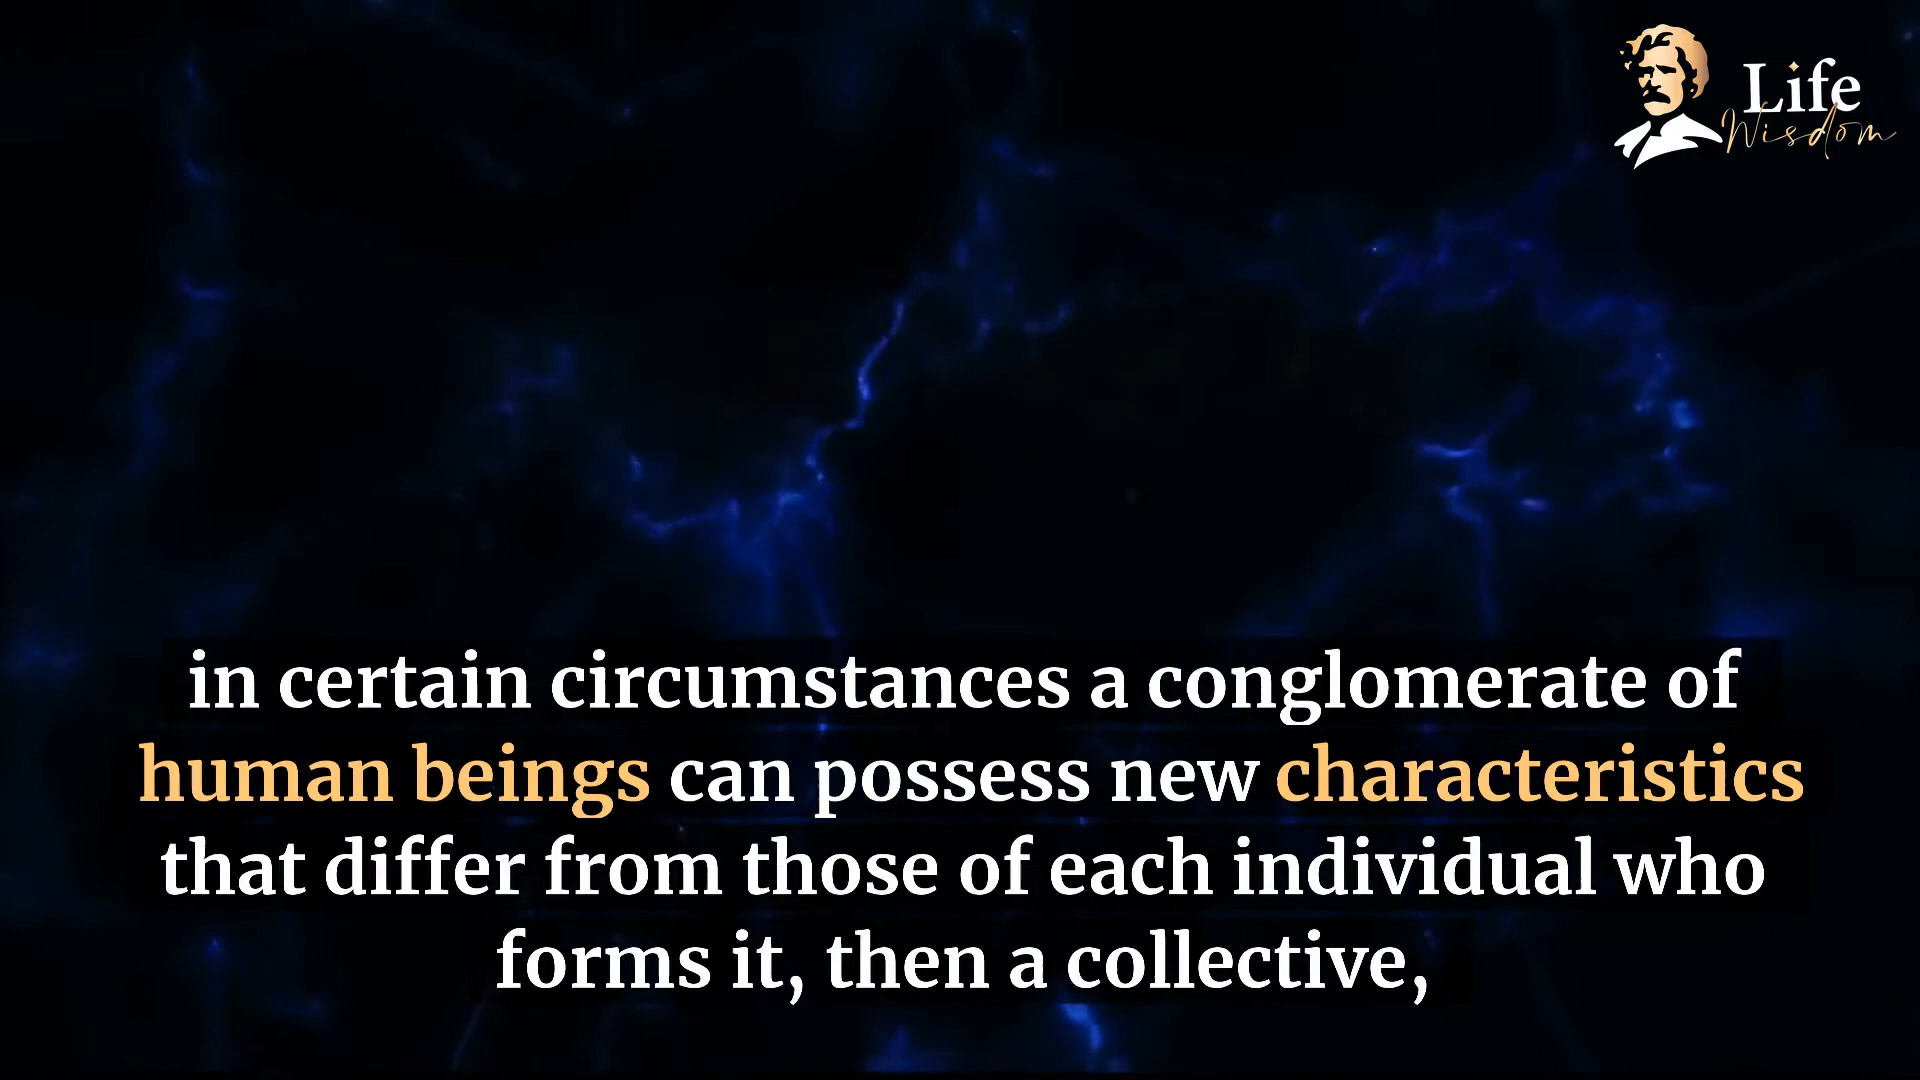 Life
Wisdom
in certain circumstances a conglomerate of
human beings can possess new characteristics
that differ from those of each individual who
forms it, then a collective,